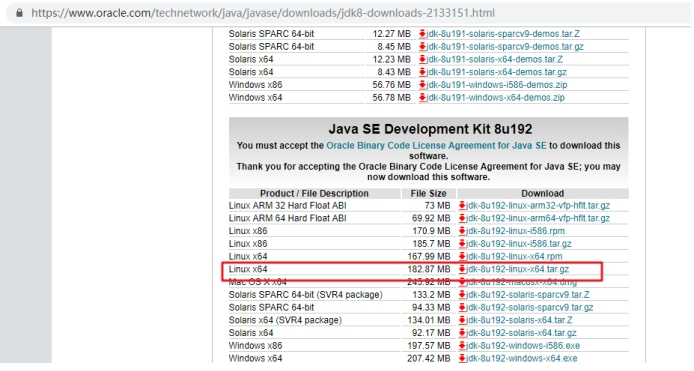 https://www.oracle.com/technetwork/java/javase/downloads/jdk8-downloads-2133151.html
Solaris SPARC 64-bit 12.27 MB jdk-8u191-solaris-sparcv9-demos.tar.Z
Solaris SPARC 64-bit 8.45 MB jdk-8u191-solaris-sparcv9-demos.tar.gz
Solaris x64 12.23 MB jdk-8u191-solaris-x64-demos.tar.Z
Solaris x64 8.43 MB jdk-8u191-solaris-x64-demos.tar.gz
Windows x86 56.76 MB jdk-8u191-windows-i586-demos.zip
Windows x64 56.78 MB jdk-8u191-windows-x64-demos.zip
Java SE Development Kit 8u192
You must accept the Oracle Binary Code License Agreement for Java SE to download this
software.
Thank you for accepting the Oracle Binary Code License Agreement for Java SE; you may
now download this software.
Product / File Description File Size Download
Linux ARM 32 Hard Float ABI 73 MB jdk-8u192-linux-arm32-vfp-hflt.tar.gz
Linux ARM 64 Hard Float ABI 69.92 MB jdk-8u192-linux-arm64-vfp-hflt.tar.gz
Linux x86 170.9 MB jdk-8u192-linux-i586.rpm
Linux x86 185.7 MB jdk-8u192-linux-i586.tar.gz
Linux x64 167.99 MB jdk-8u192-linux-x64.rpm
Linux x64 182.87 MB jdk-8u192-linux-x64.tar.gz
Mac OS X x64 245.92 MB jdk-8u192-macosx-x64.dmg
Solaris SPARC 64-bit (SVR4 package) 133.2 MB jdk-8u192-solaris-sparcv9.tar.Z
Solaris SPARC 64-bit 94.33 MB jdk-8u192-solaris-sparcv9.tar.gz
Solaris x64 (SVR4 package) 134.01 MB jdk-8u192-solaris-x64.tar.Z
Solaris x64 92.17 MB jdk-8u192-solaris-x64.tar.gz
Windows x86 197.57 MB jdk-8u192-windows-i586.exe
Windows x64 207.42 MB jdk-8u192-windows-x64.exe